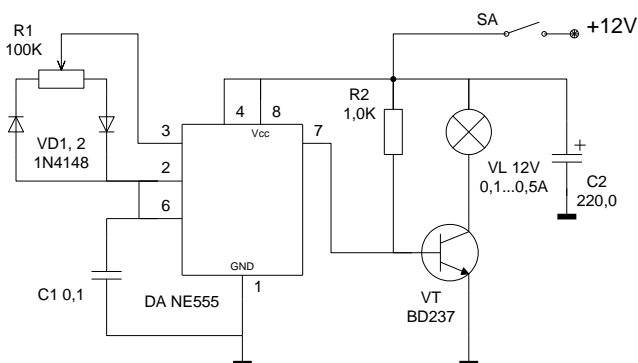 SA
+12V
R1
100K
VD1, 2
1N4148
3
2
6
4
8
Vcc
7
GND
1
DA NE555
C1 0,1
R2
1,0K
VL 12V
0,1...0,5A
+
C2
220,0
VT
BD237